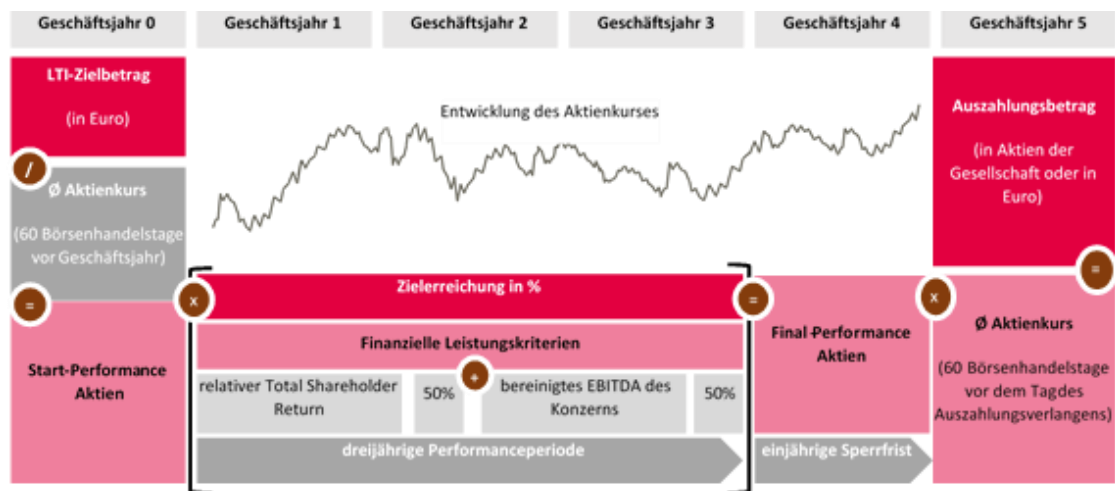 Geschäftsjahr 0
Geschäftsjahr 1
Geschäftsjahr 2
Geschäftsjahr 3
Geschäftsjahr 4
Geschäftsjahr 5
LTI-Zielbetrag
(in Euro)
/
Ø Aktienkurs
(60 Börsenhandelstage
vor Geschäftsjahr)
=
Start-Performance
Aktien
Entwicklung des Aktienkurses
x
Zielerreichung in %
Finanzielle Leistungskriterien
relativer Total Shareholder
Return
50%
+
bereinigtes EBITDA des
Konzerns
50%
dreijährige Performanceperiode
=
Final-Performance
Aktien
einjährige Sperrfrist
x
Auszahlungsbetrag
(in Aktien der
Gesellschaft oder in
Euro)
=
Ø Aktienkurs
(60 Börsenhandelstage
vor dem Tagdes
Auszahlungsverlangens)